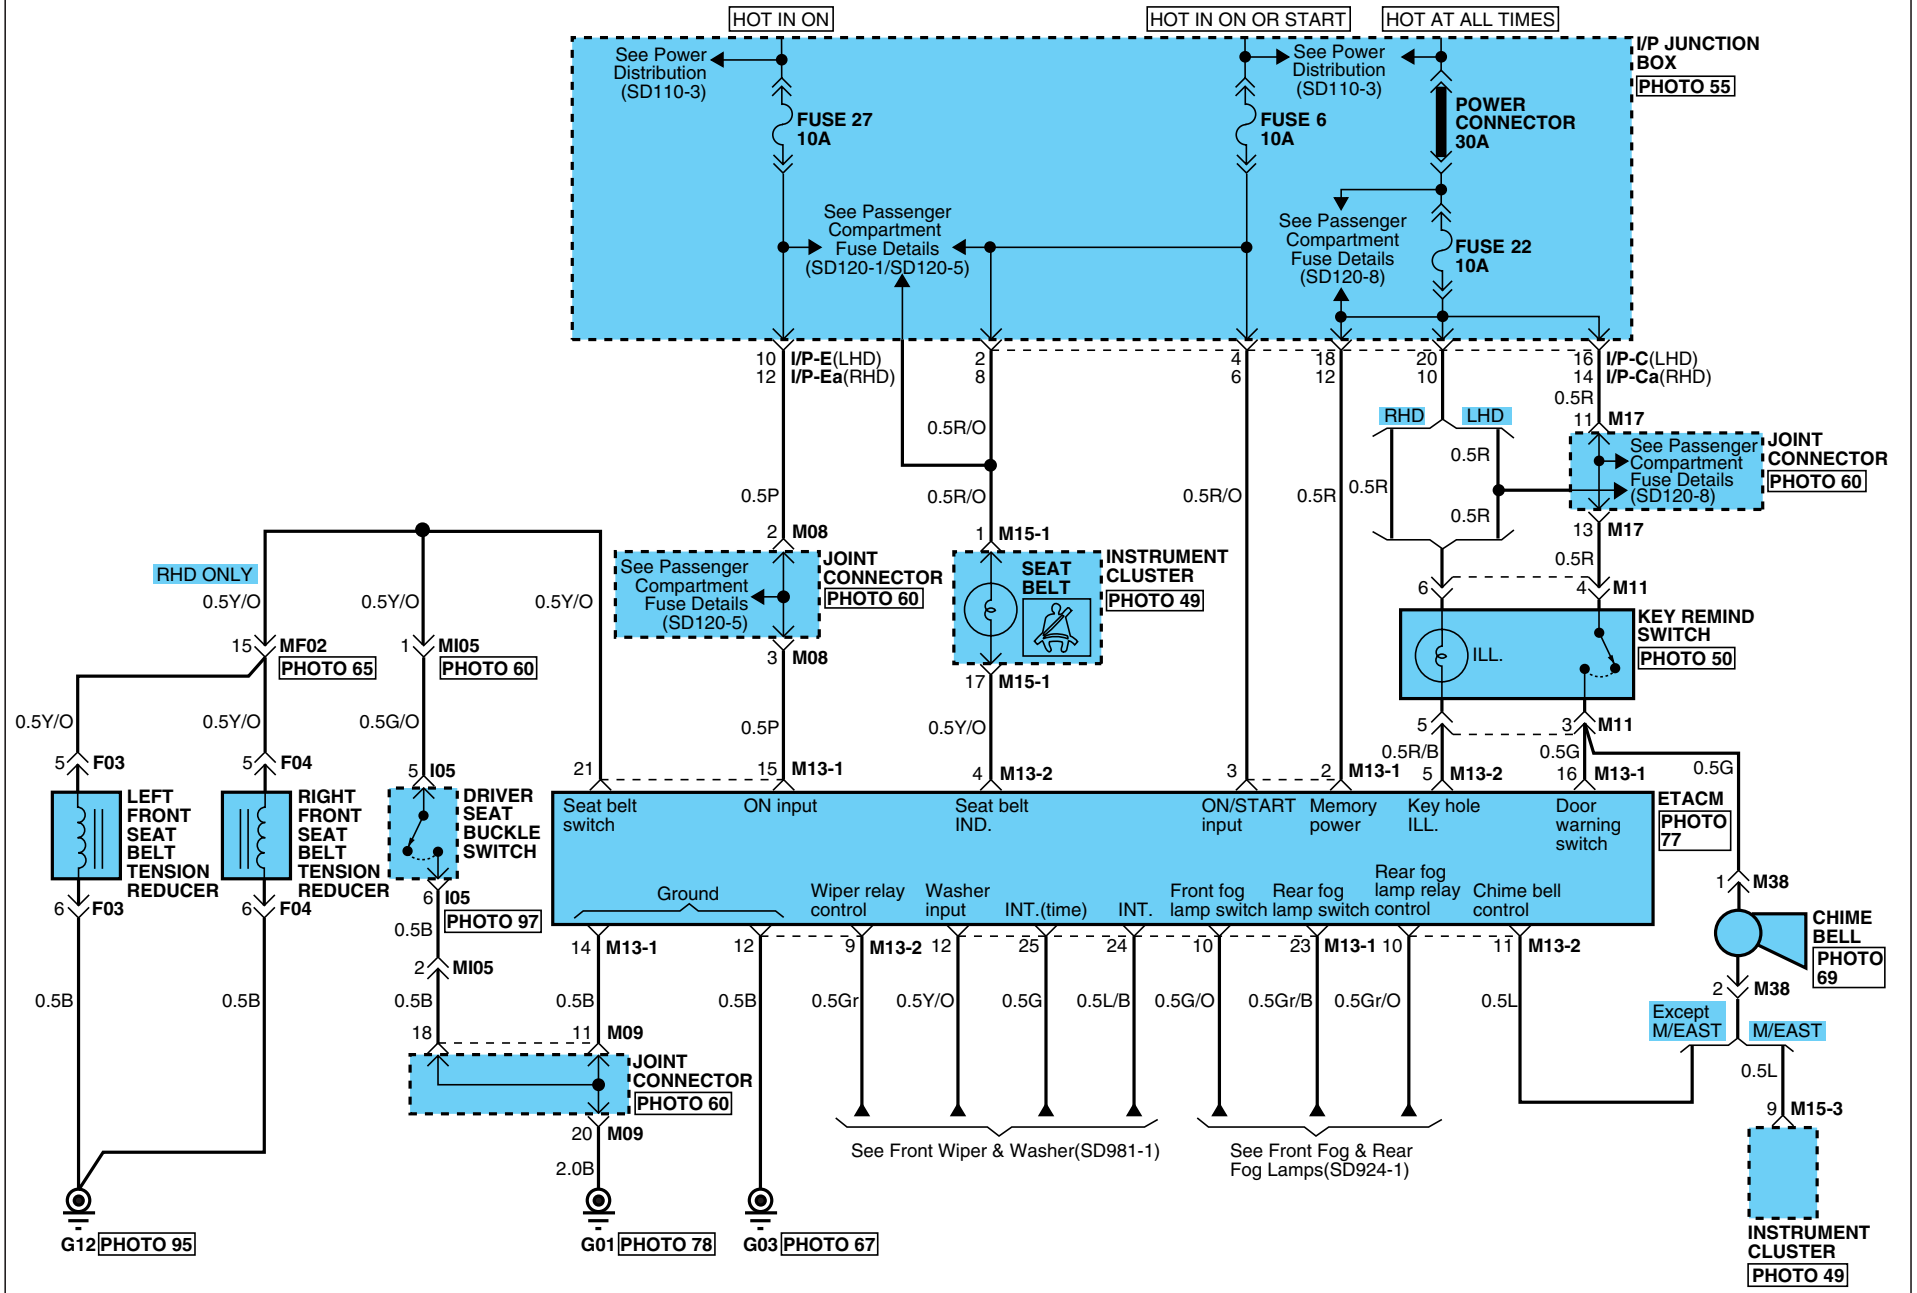 HOT IN ON
HOT IN ON OR START
HOT AT ALL TIMES
See Power
Distribution
(SD110-3)
See Power
Distribution
(SD110-3)
I/P JUNCTION
BOX
PHOTO 55
FUSE 27
10A
FUSE 6
10A
POWER
CONNECTOR
30A
See Passenger
Compartment
Fuse Details
(SD120-1/SD120-5)
See Passenger
Compartment
Fuse Details
(SD120-8)
FUSE 22
10A
10 I/P-E(LHD)
12 I/P-Ea(RHD)
2
8
4
6
18
12
20
10
16 I/P-C(LHD)
14 I/P-Ca(RHD)
0.5R
11 M17
RHD
LHD
0.5R/O
0.5R
0.5R
0.5R
See Passenger
Compartment
Fuse Details
(SD120-8)
JOINT
CONNECTOR
PHOTO 60
13 M17
0.5R
0.5P
0.5R/O
0.5R/O
0.5R
2 M08
1 M15-1
See Passenger
Compartment
Fuse Details
(SD120-5)
JOINT
CONNECTOR
PHOTO 60
3 M08
SEAT
BELT
INSTRUMENT
CLUSTER
PHOTO 49
17 M15-1
6
4 M11
ILL.
KEY REMIND
SWITCH
PHOTO 50
5
3 M11
RHD ONLY
0.5Y/O
0.5Y/O
0.5Y/O
15 MF02
PHOTO 65
1 MI05
PHOTO 60
0.5Y/O
0.5Y/O
0.5G/O
0.5P
0.5Y/O
0.5R/B
0.5G
0.5G
5 F03
5 F04
5 I05
21
15 M13-1
4 M13-2
3
2 M13-1
5 M13-2
16 M13-1
LEFT
FRONT
SEAT
BELT
TENSION
REDUCER
RIGHT
FRONT
SEAT
BELT
TENSION
REDUCER
DRIVER
SEAT
BUCKLE
SWITCH
Seat belt
switch
ON input
Seat belt
IND.
ON/START
input
Memory
power
Key hole
ILL.
Door
warning
switch
ETACM
PHOTO
77
Ground
Wiper relay
control
Washer
input
INT.(time)
INT.
Front fog
lamp switch
Rear fog
lamp switch
Rear fog
lamp relay
control
Chime bell
control
6 F03
6 F04
6 I05
PHOTO 97
0.5B
2 MI05
14 M13-1
12
9 M13-2
12
25
24
10
23 M13-1
10
11 M13-2
1 M38
CHIME
BELL
PHOTO
69
2 M38
0.5B
0.5B
0.5B
0.5B
0.5B
0.5Gr
0.5Y/O
0.5G
0.5L/B
0.5G/O
0.5Gr/B
0.5Gr/O
0.5L
Except
M/EAST
M/EAST
0.5L
18
11 M09
JOINT
CONNECTOR
PHOTO 60
20 M09
2.0B
See Front Wiper & Washer(SD981-1)
See Front Fog & Rear
Fog Lamps(SD924-1)
9 M15-3
INSTRUMENT
CLUSTER
PHOTO 49
G12 PHOTO 95
G01 PHOTO 78
G03 PHOTO 67